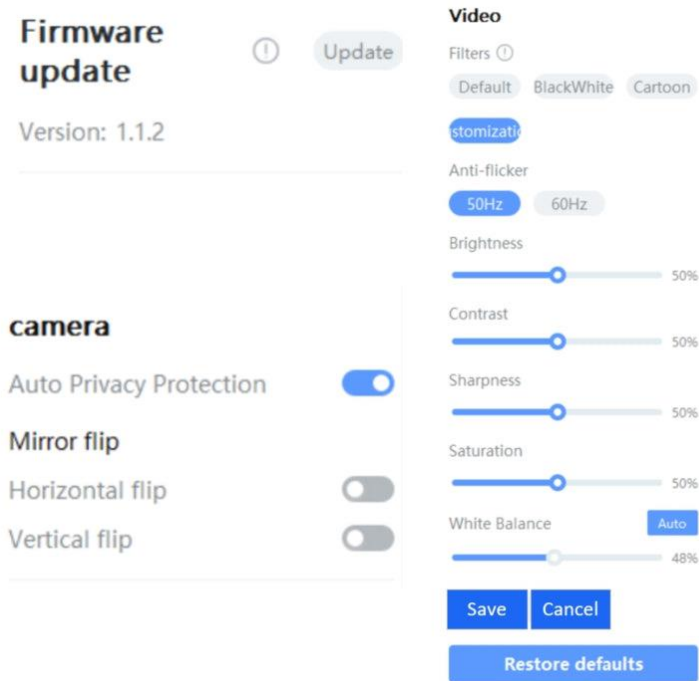 Firmware
update
Update
Version: 1.1.2
camera
Auto Privacy Protection
Mirror flip
Horizontal flip
Vertical flip
Video
Filters
Default BlackWhite Cartoon
stomizatio
Anti-flicker
50Hz 60Hz
Brightness
50%
Contrast
50%
Sharpness
50%
Saturation
50%
White Balance Auto
48%
Save Cancel
Restore defaults